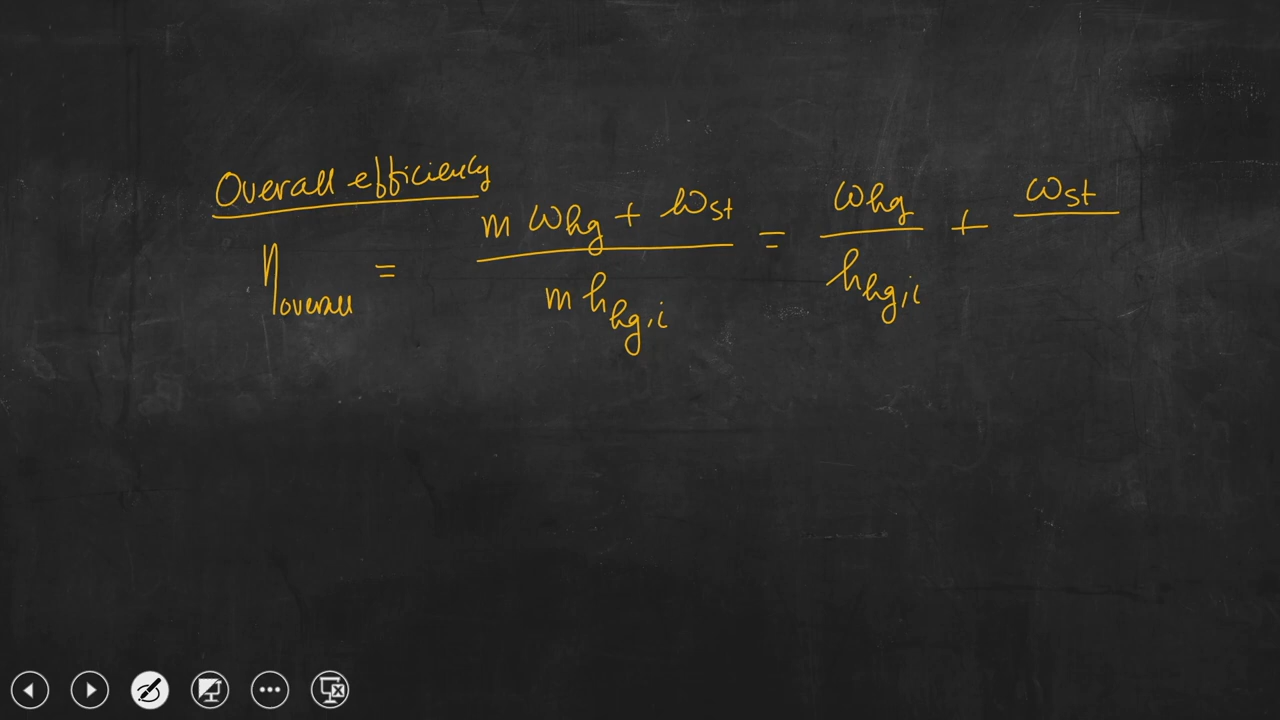 Overall efficiency
η overall = m ωhg + ωst / m hhg,i = ωhg / hhg,i + ωst